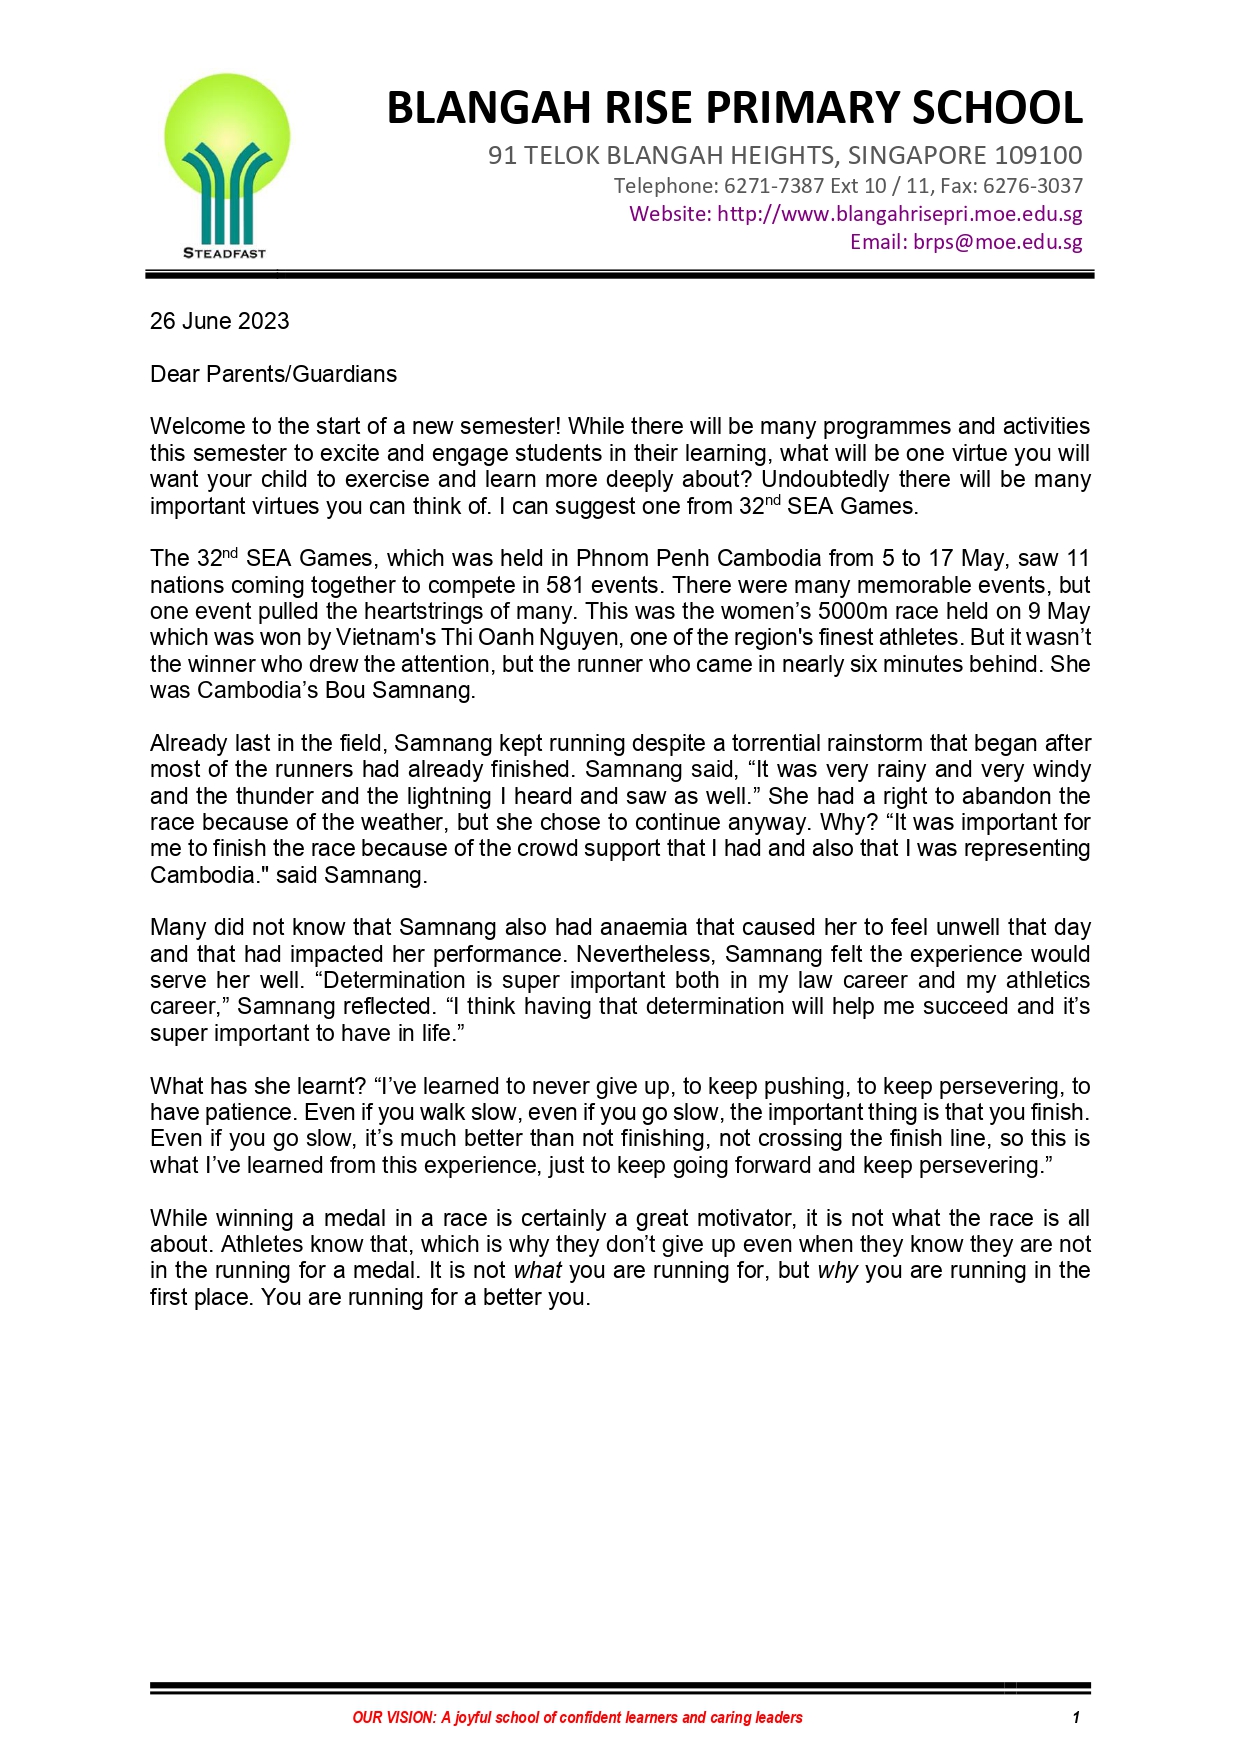 BLANGAH RISE PRIMARY SCHOOL
91 TELOK BLANGAH HEIGHTS, SINGAPORE 109100
Telephone: 6271-7387 Ext 10 / 11, Fax: 6276-3037
Website: http://www.blangahrisepri.moe.edu.sg
Email: brps@moe.edu.sg
STEADFAST
26 June 2023
Dear Parents/Guardians
Welcome to the start of a new semester! While there will be many programmes and activities
this semester to excite and engage students in their learning, what will be one virtue you will
want your child to exercise and learn more deeply about? Undoubtedly there will be many
important virtues you can think of. I can suggest one from 32nd SEA Games.
The 32nd SEA Games, which was held in Phnom Penh Cambodia from 5 to 17 May, saw 11
nations coming together to compete in 581 events. There were many memorable events, but
one event pulled the heartstrings of many. This was the women’s 5000m race held on 9 May
which was won by Vietnam's Thi Oanh Nguyen, one of the region's finest athletes. But it wasn’t
the winner who drew the attention, but the runner who came in nearly six minutes behind. She
was Cambodia’s Bou Samnang.
Already last in the field, Samnang kept running despite a torrential rainstorm that began after
most of the runners had already finished. Samnang said, “It was very rainy and very windy
and the thunder and the lightning I heard and saw as well.” She had a right to abandon the
race because of the weather, but she chose to continue anyway. Why? “It was important for
me to finish the race because of the crowd support that I had and also that I was representing
Cambodia." said Samnang.
Many did not know that Samnang also had anaemia that caused her to feel unwell that day
and that had impacted her performance. Nevertheless, Samnang felt the experience would
serve her well. “Determination is super important both in my law career and my athletics
career,” Samnang reflected. “I think having that determination will help me succeed and it’s
super important to have in life.”
What has she learnt? “I’ve learned to never give up, to keep pushing, to keep persevering, to
have patience. Even if you walk slow, even if you go slow, the important thing is that you finish.
Even if you go slow, it’s much better than not finishing, not crossing the finish line, so this is
what I’ve learned from this experience, just to keep going forward and keep persevering.”
While winning a medal in a race is certainly a great motivator, it is not what the race is all
about. Athletes know that, which is why they don’t give up even when they know they are not
in the running for a medal. It is not what you are running for, but why you are running in the
first place. You are running for a better you.
OUR VISION: A joyful school of confident learners and caring leaders 1